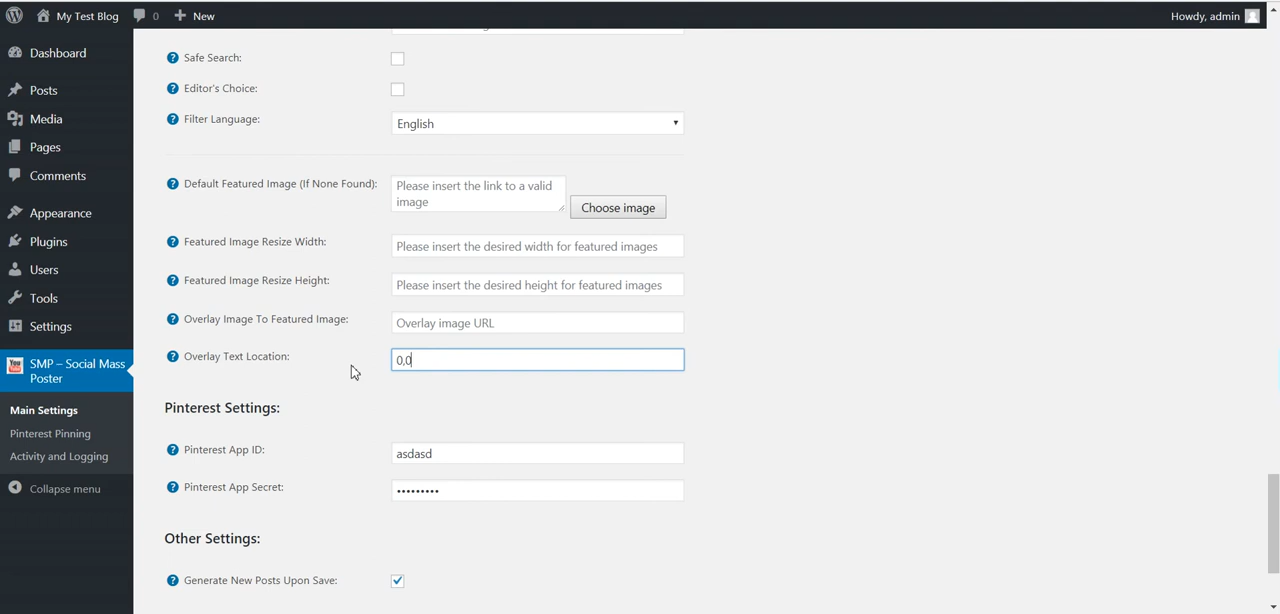 My Test Blog
0
New
Howdy, admin
Dashboard
Posts
Media
Pages
Comments
Appearance
Plugins
Users
Tools
Settings
You
Tube
SMP – Social Mass
Poster
Main Settings
Pinterest Pinning
Activity and Logging
Collapse menu
Safe Search:
Editor's Choice:
Filter Language:
English
Default Featured Image (If None Found):
Please insert the link to a valid
image
Choose image
Featured Image Resize Width:
Please insert the desired width for featured images
Featured Image Resize Height:
Please insert the desired height for featured images
Overlay Image To Featured Image:
Overlay image URL
Overlay Text Location:
0,0
Pinterest Settings:
Pinterest App ID:
asdasd
Pinterest App Secret:
•••••••••
Other Settings:
Generate New Posts Upon Save: